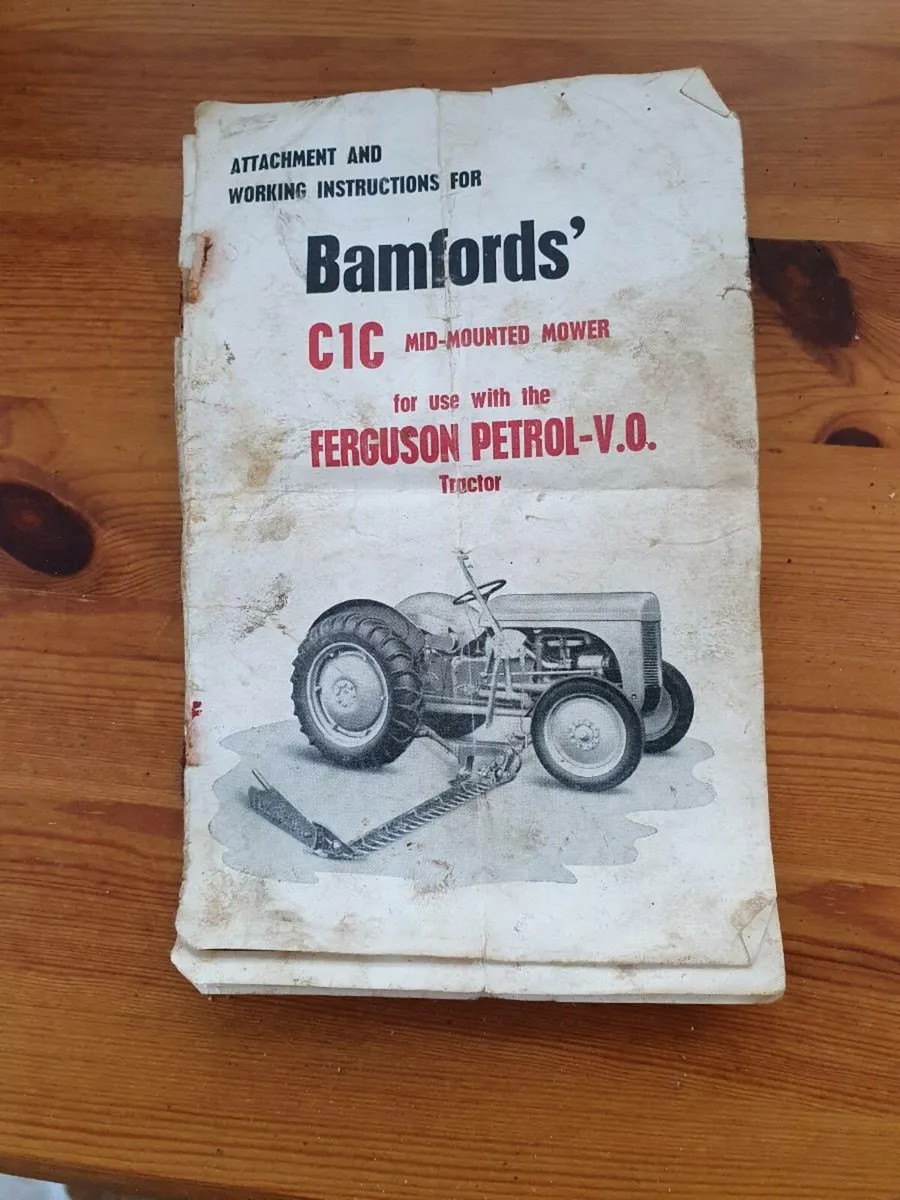 ATTACHMENT AND
WORKING INSTRUCTIONS FOR
Bamfords'
C1C MID-MOUNTED MOWER
for use with the
FERGUSON PETROL-V.O.
Tractor